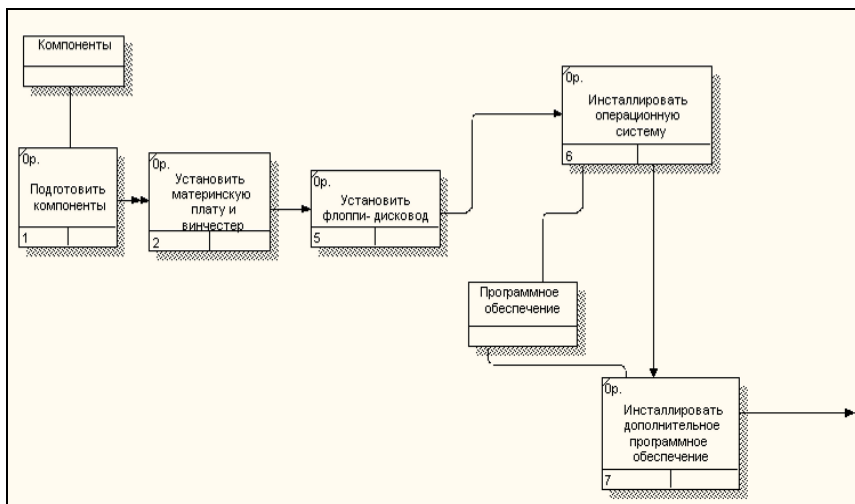 Компоненты
0р.
Подготовить
компоненты
1
0р.
Установить
материнскую
плату и
винчестер
2
0р.
Установить
флоппи- дисковод
5
0р.
Инсталлировать
операционную
систему
6
Программное
обеспечение
0р.
Инсталлировать
дополнительное
программное
обеспечение
7